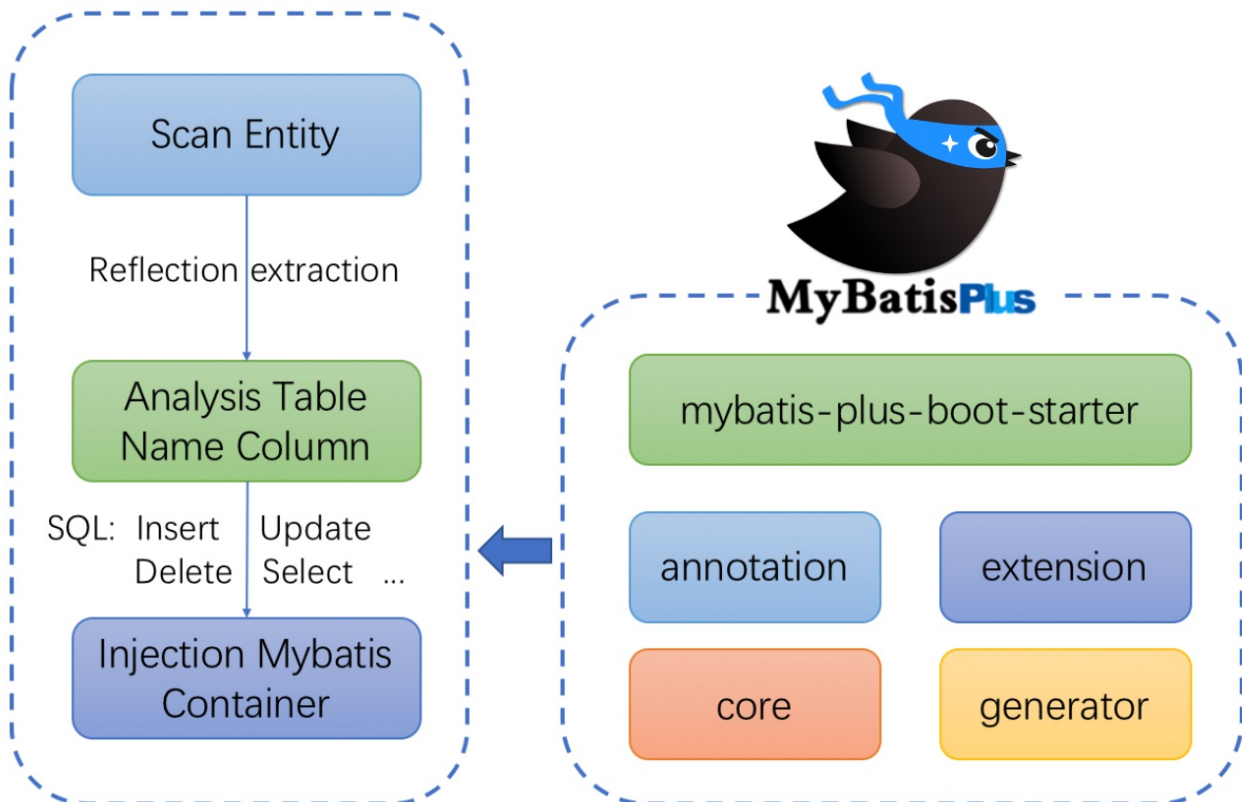 Scan Entity
Reflection extraction
Analysis Table
Name Column
SQL: Insert Update
Delete Select ...
Injection Mybatis
Container
MyBatisPlus
mybatis-plus-boot-starter
annotation extension
core generator